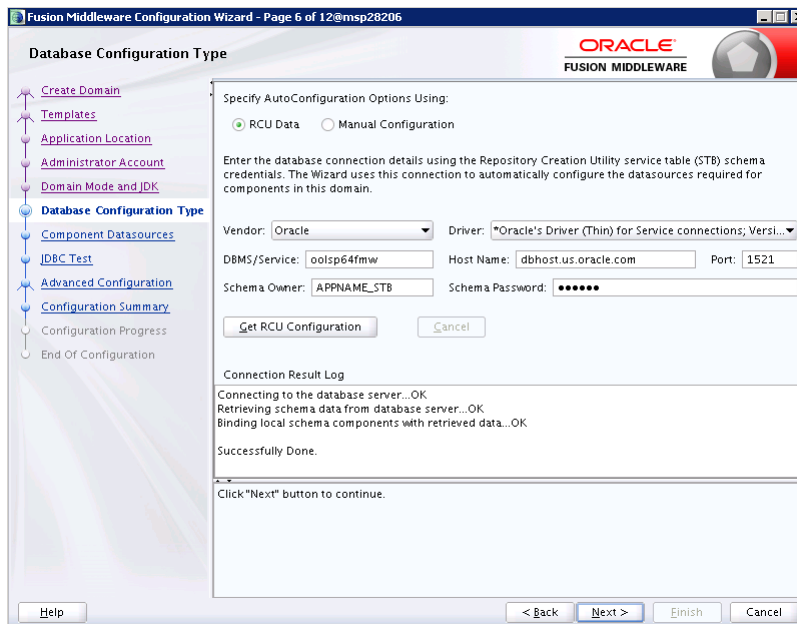 Fusion Middleware Configuration Wizard - Page 6 of 12@msp28206
Database Configuration Type
ORACLE
FUSION MIDDLEWARE
Create Domain
Templates
Application Location
Administrator Account
Domain Mode and JDK
Database Configuration Type
Component Datasources
JDBC Test
Advanced Configuration
Configuration Summary
Configuration Progress
End Of Configuration
Specify AutoConfiguration Options Using:
RCU Data Manual Configuration
Enter the database connection details using the Repository Creation Utility service table (STB) schema
credentials. The Wizard uses this connection to automatically configure the datasources required for
components in this domain.
Vendor: Oracle Driver: *Oracle's Driver (Thin) for Service connections; Versi...
DBMS/Service: oolsp64fmw Host Name: dbhost.us.oracle.com Port: 1521
Schema Owner: APPNAME_STB Schema Password: ●●●●●●
Get RCU Configuration Cancel
Connection Result Log
Connecting to the database server...OK
Retrieving schema data from database server...OK
Binding local schema components with retrieved data...OK
Successfully Done.
Click "Next" button to continue.
Help < Back Next > Finish Cancel